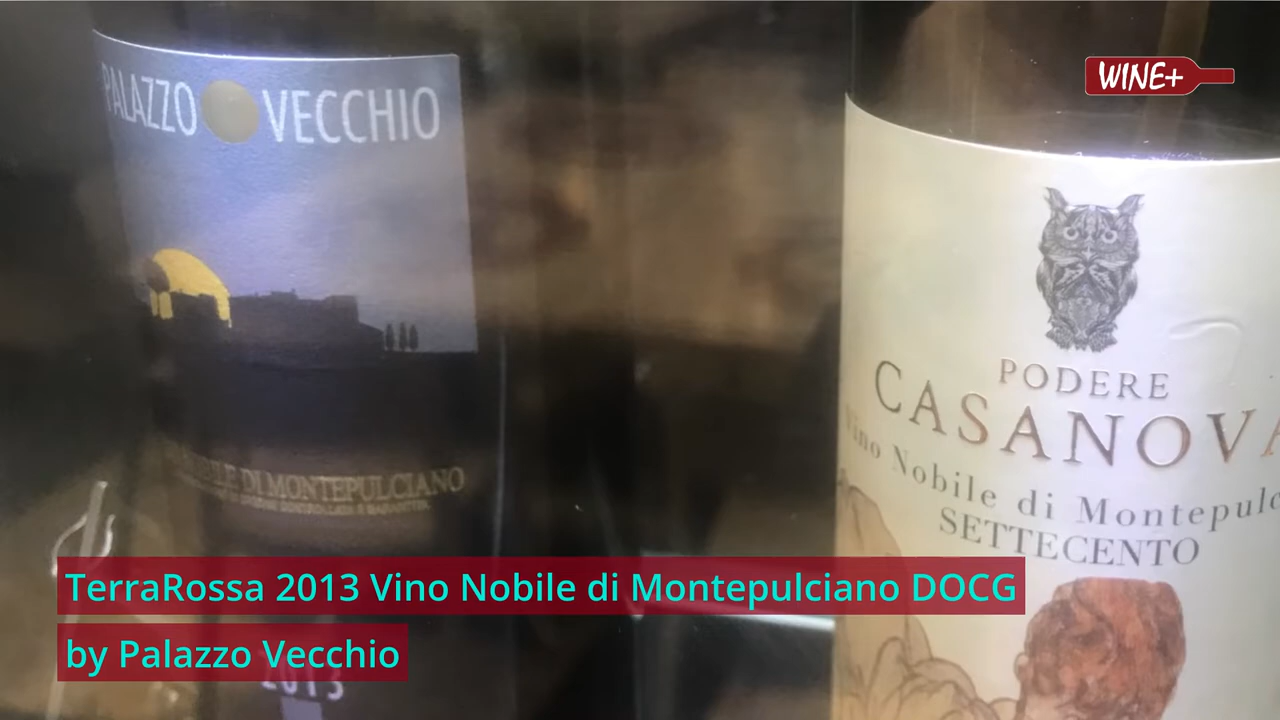 PALAZZO VECCHIO
WINE+
PODERE
CASANOVA
Vino Nobile di Montepulc
SETTECENTO
NOBILE DI MONTEPULCIANO
TerraRossa 2013 Vino Nobile di Montepulciano DOCG
by Palazzo Vecchio
2013